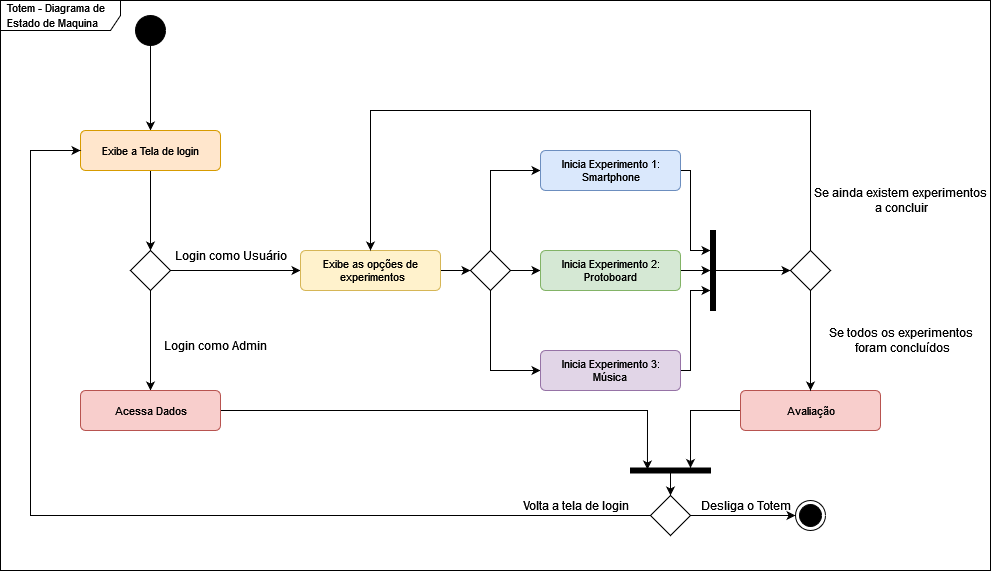 Totem - Diagrama de
Estado de Maquina
Exibe a Tela de login
Login como Usuário
Login como Admin
Acessa Dados
Exibe as opções de
experimentos
Inicia Experimento 1:
Smartphone
Inicia Experimento 2:
Protoboard
Inicia Experimento 3:
Música
Se ainda existem experimentos
a concluir
Se todos os experimentos
foram concluídos
Avaliação
Volta a tela de login
Desliga o Totem